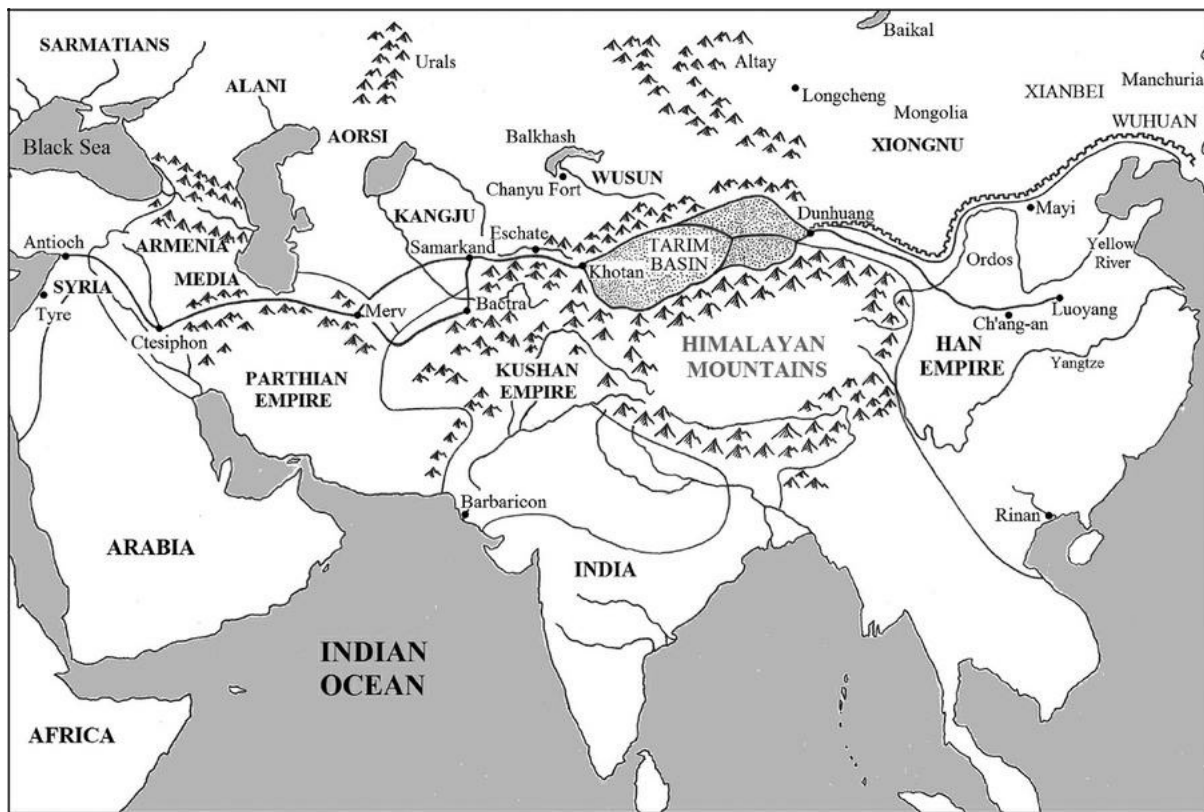 Baikal
SARMATIANS
Urals
Altay
XIANBEI
Manchuria
ALANI
Longcheng
Mongolia
WUHUAN
AORSI
Balkhash
XIONGNU
Black Sea
WUSUN
Chanyu Fort
KANGJU
Dunhuang
Mayi
Eschate
Antioch
ARMENIA
Samarkand
TARIM
BASIN
Yellow
River
Ordos
MEDIA
Khotan
SYRIA
Tyre
Merv
Bactra
Luoyang
Ch'ang-an
Ctesiphon
HIMALAYAN
MOUNTAINS
HAN
EMPIRE
Yangtze
PARTHIAN
EMPIRE
KUSHAN
EMPIRE
Barbaricon
Rinan
ARABIA
INDIA
INDIAN
OCEAN
AFRICA